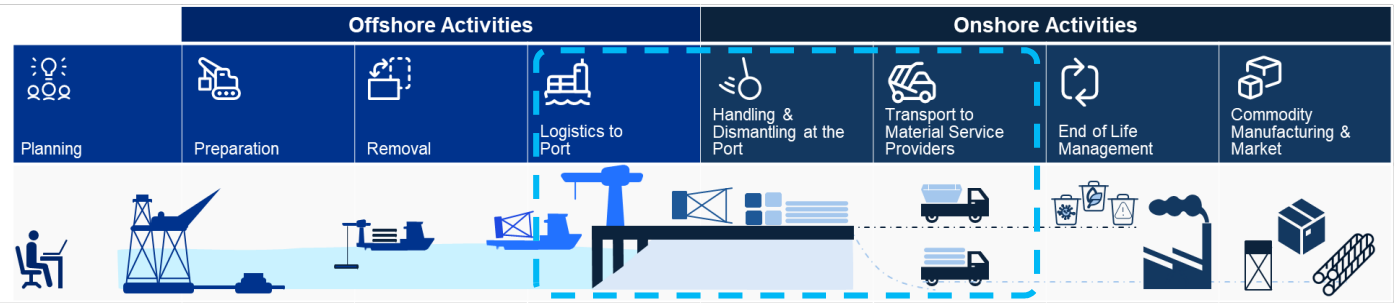 Offshore Activities
Onshore Activities
Planning
Preparation
Removal
Logistics to
Port
Handling &
Dismantling at the
Port
Transport to
Material Service
Providers
End of Life
Management
Commodity
Manufacturing &
Market